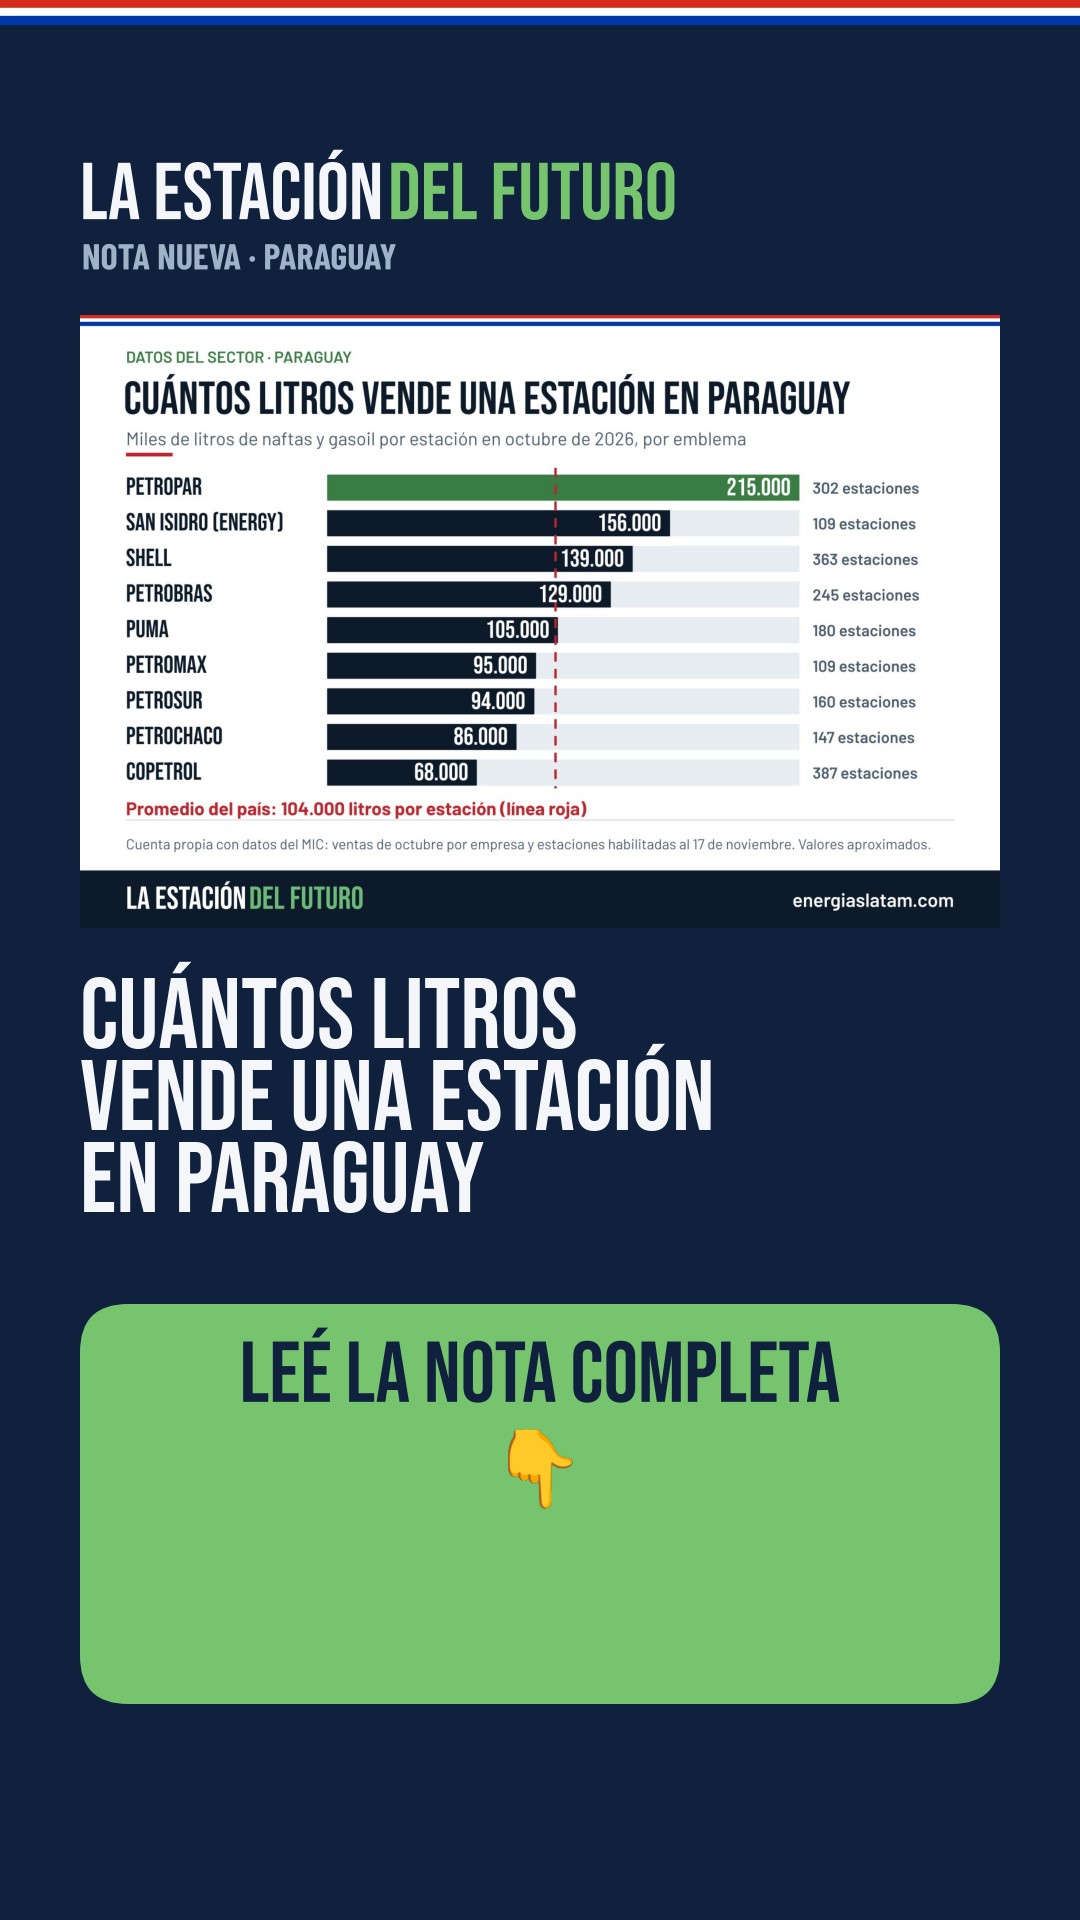 LA ESTACIÓN DEL FUTURO
NOTA NUEVA · PARAGUAY
DATOS DEL SECTOR · PARAGUAY
CUÁNTOS LITROS VENDE UNA ESTACIÓN EN PARAGUAY
Miles de litros de naftas y gasoil por estación en octubre de 2026, por emblema
PETROPAR 215.000 302 estaciones
SAN ISIDRO (ENERGY) 156.000 109 estaciones
SHELL 139.000 363 estaciones
PETROBRAS 129.000 245 estaciones
PUMA 105.000 180 estaciones
PETROMAX 95.000 109 estaciones
PETROSUR 94.000 160 estaciones
PETROCHACO 86.000 147 estaciones
COPETROL 68.000 387 estaciones
Promedio del país: 104.000 litros por estación (línea roja)
Cuenta propia con datos del MIC: ventas de octubre por empresa y estaciones habilitadas al 17 de noviembre. Valores aproximados.
LA ESTACIÓN DEL FUTURO energiaslatam.com
CUÁNTOS LITROS
VENDE UNA ESTACIÓN
EN PARAGUAY
LEÉ LA NOTA COMPLETA
👇